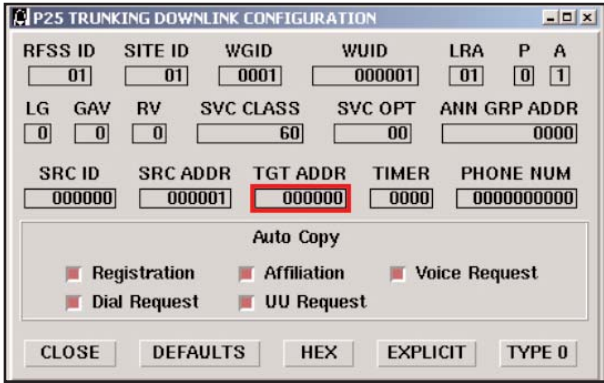 P25 TRUNKING DOWNLINK CONFIGURATION
RFSS ID SITE ID WGID WUID LRA P A
01 01 0001 000001 01 0 1
LG GAV RV SVC CLASS SVC OPT ANN GRP ADDR
0 0 0 60 00 0000
SRC ID SRC ADDR TGT ADDR TIMER PHONE NUM
000000 000001 000000 0000 0000000000
Auto Copy
Registration Affiliation Voice Request
Dial Request UU Request
CLOSE DEFAULTS HEX EXPLICIT TYPE 0